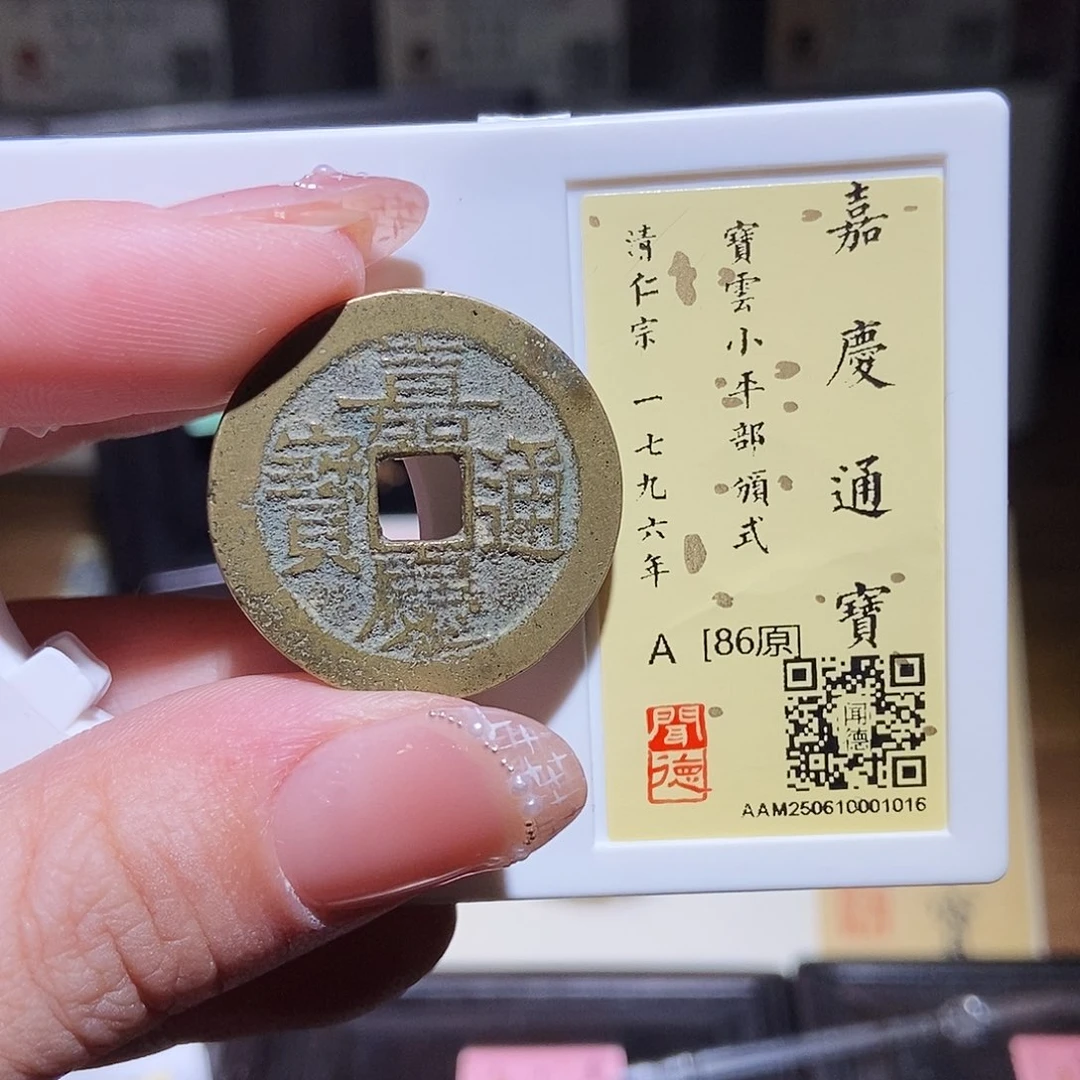 嘉慶通寶
嘉慶通寶
寶雲小平部頒式
清仁宗 一七九六年
A [86原]
聞德
闻德
AAM250610001016